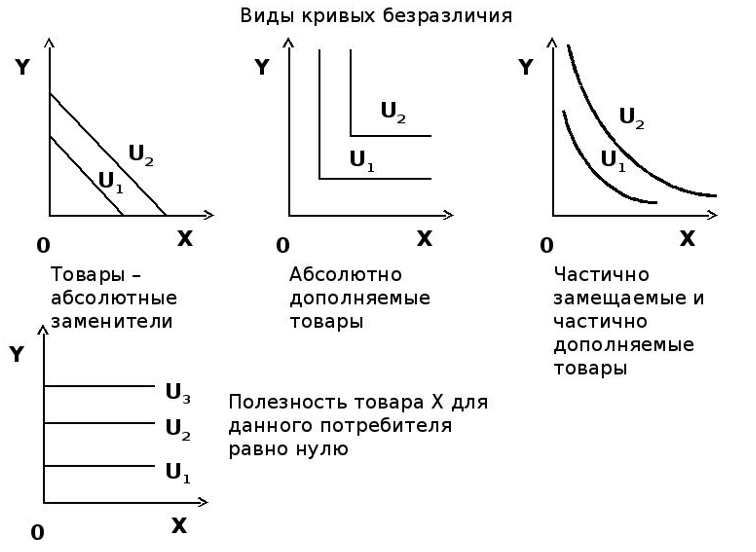 Виды кривых безразличия
Y
U2
U1
0
X
Товары –
абсолютные
заменители
Y
U2
U1
0
X
Абсолютно
дополняемые
товары
Y
U2
U1
0
X
Частично
замещаемые и
частично
дополняемые
товары
Y
U3
U2
U1
0
X
Полезность товара X для
данного потребителя
равно нулю